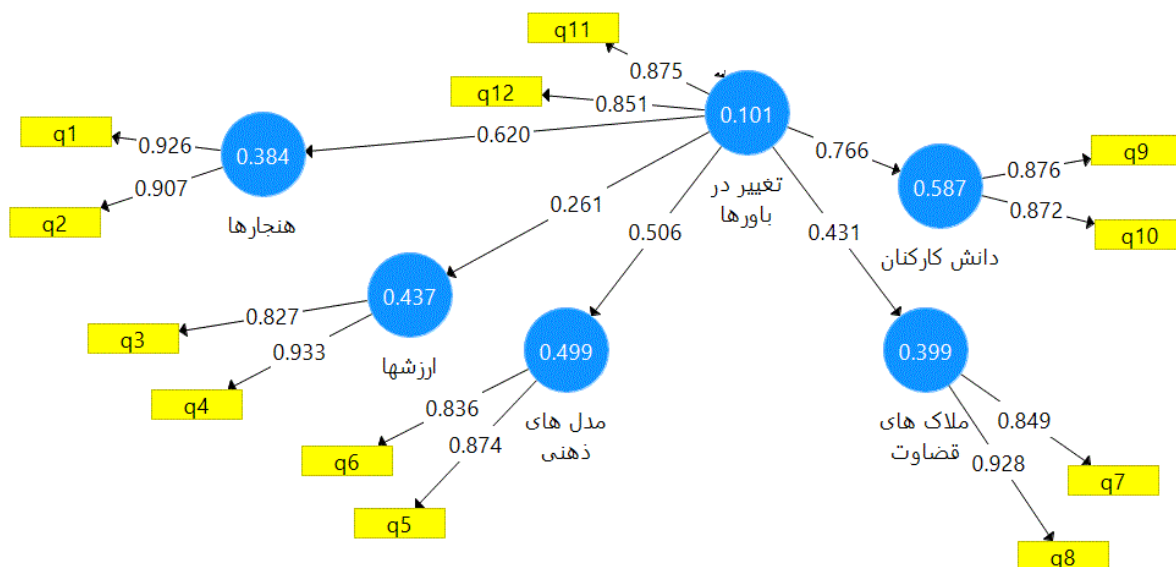 q11
0.875
q12
0.851
0.101
تغییر در
باورها
q1
0.926
0.384
0.620
0.766
0.876
q9
0.587
0.907
q2
هنجارها
0.872
q10
دانش کارکنان
0.261
0.506
0.431
0.437
ارزشها
0.827
q3
0.933
q4
0.499
مدل های
ذهنی
0.836
q6
0.874
q5
0.399
ملاک های
قضاوت
0.849
q7
0.928
q8